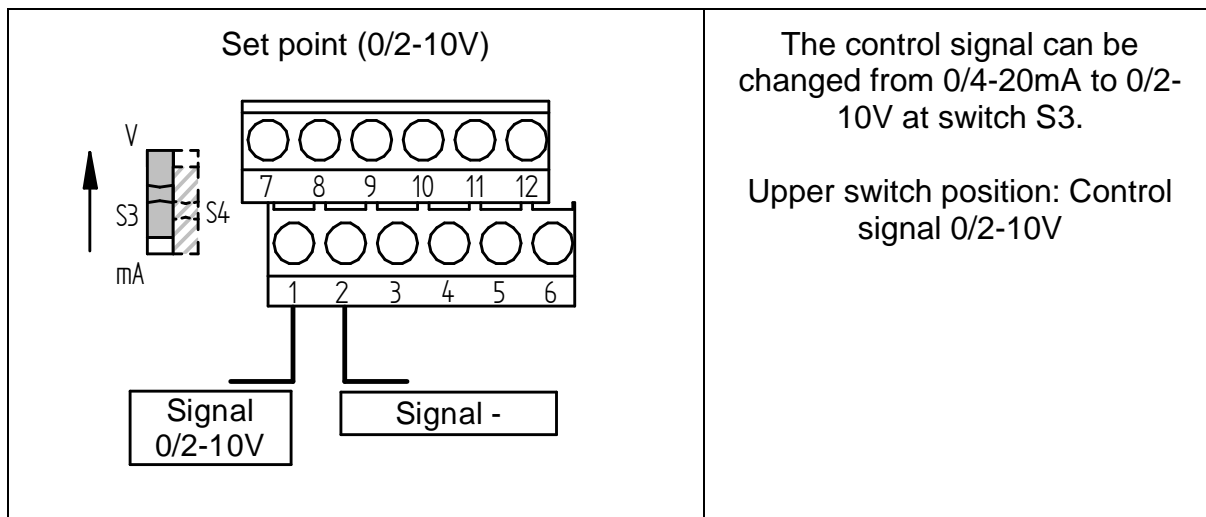 Set point (0/2-10V)
V
S3
S4
mA
7 8 9 10 11 12
1 2 3 4 5 6
Signal
0/2-10V
Signal -
The control signal can be
changed from 0/4-20mA to 0/2-
10V at switch S3.
Upper switch position: Control
signal 0/2-10V